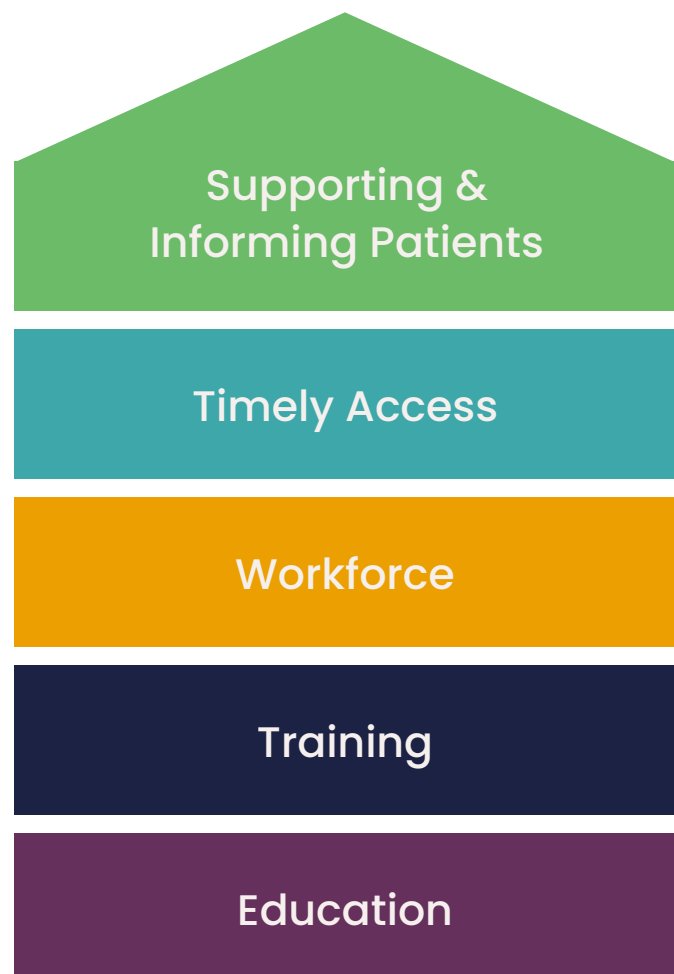 Supporting &
Informing Patients
Timely Access
Workforce
Training
Education